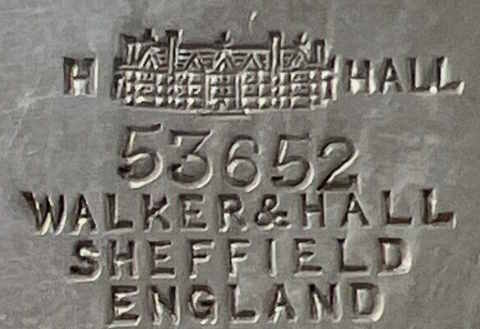 H HALL
53652
WALKER & HALL
SHEFFIELD
ENGLAND